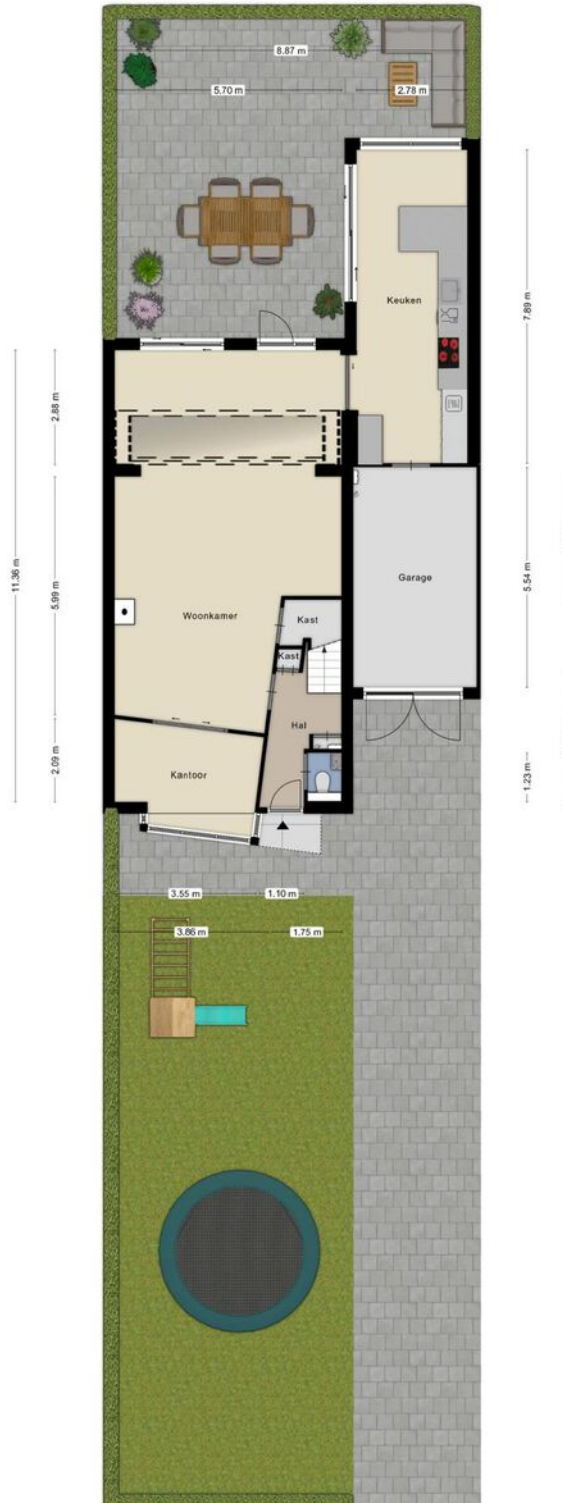 8.87 m
5.70 m
2.78 m
Keuken
7.89 m
2.88 m
11.36 m
5.99 m
Woonkamer
Kast
Kast
Garage
5.54 m
Hal
2.09 m
Kantoor
1.23 m
3.55 m
1.10 m
3.86 m
1.75 m